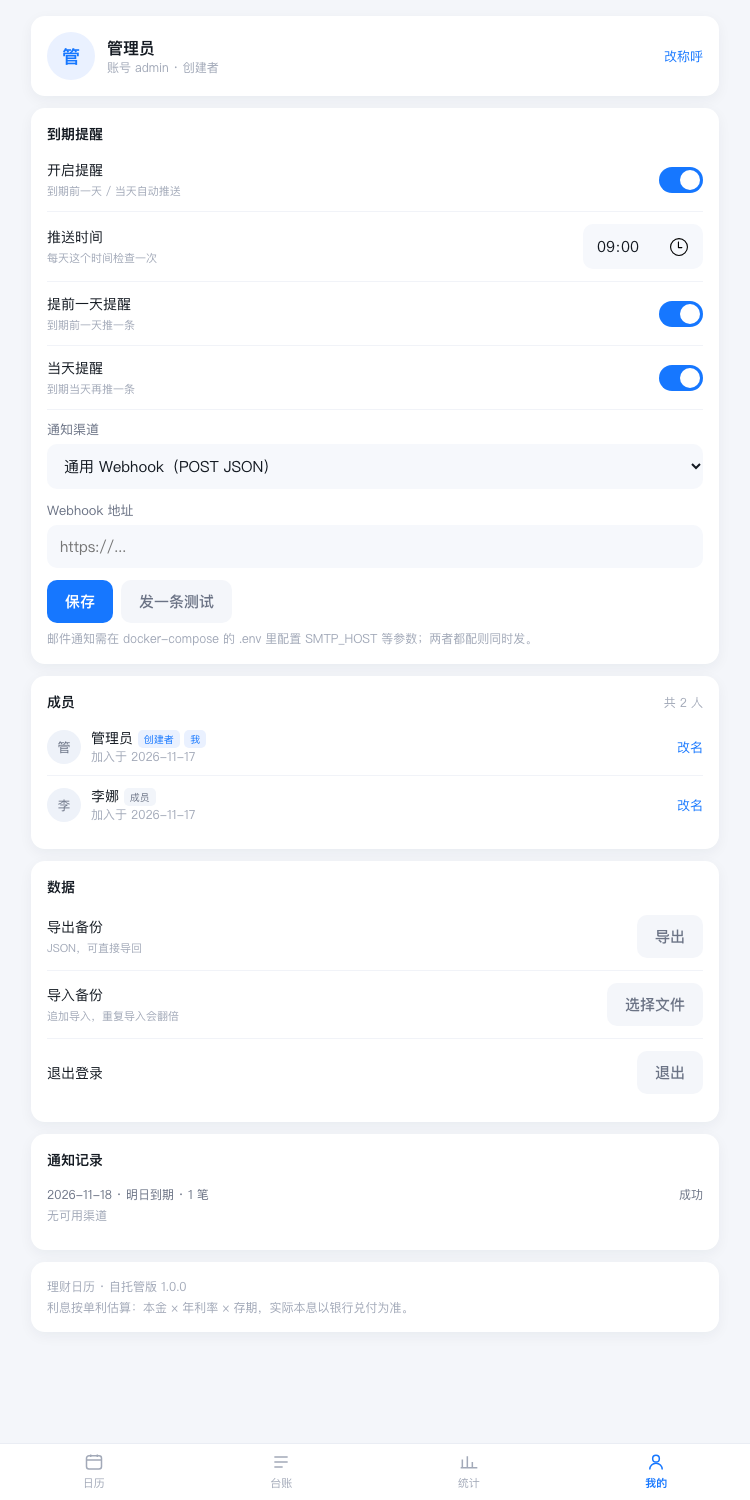 管
管理员
账号 admin · 创建者
改称呼
到期提醒
开启提醒
到期前一天 / 当天自动推送
推送时间
每天这个时间检查一次
09:00
提前一天提醒
到期前一天推一条
当天提醒
到期当天再推一条
通知渠道
通用 Webhook（POST JSON）
Webhook 地址
https://...
保存
发一条测试
邮件通知需在 docker-compose 的 .env 里配置 SMTP_HOST 等参数；两者都配则同时发。
成员
共 2 人
管
管理员 创建者 我
加入于 2026-11-17
改名
李
李娜 成员
加入于 2026-11-17
改名
数据
导出备份
JSON，可直接导回
导出
导入备份
追加导入，重复导入会翻倍
选择文件
退出登录
退出
通知记录
2026-11-18 · 明日到期 · 1 笔
成功
无可用渠道
理财日历 · 自托管版 1.0.0
利息按单利估算：本金 × 年利率 × 存期，实际本息以银行兑付为准。
日历
台账
统计
我的